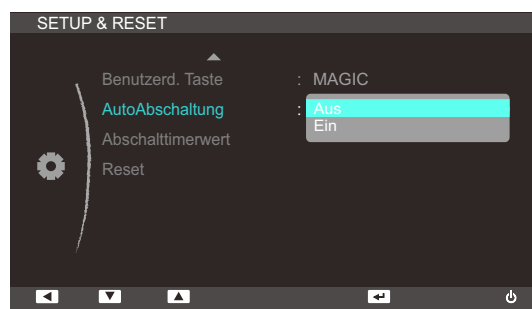 SETUP & RESET
Benutzerd. Taste : MAGIC
AutoAbschaltung : Aus
Ein
Abschalttimerwert
Reset